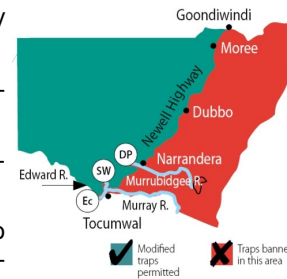 Goondiwindi
Moree
Newell Highway
Dubbo
DP
Narrandera
SW
Edward R.
Murrubidgee R.
Ec
Murray R.
Tocumwal
Modified
traps
permitted
Traps banne
in this area